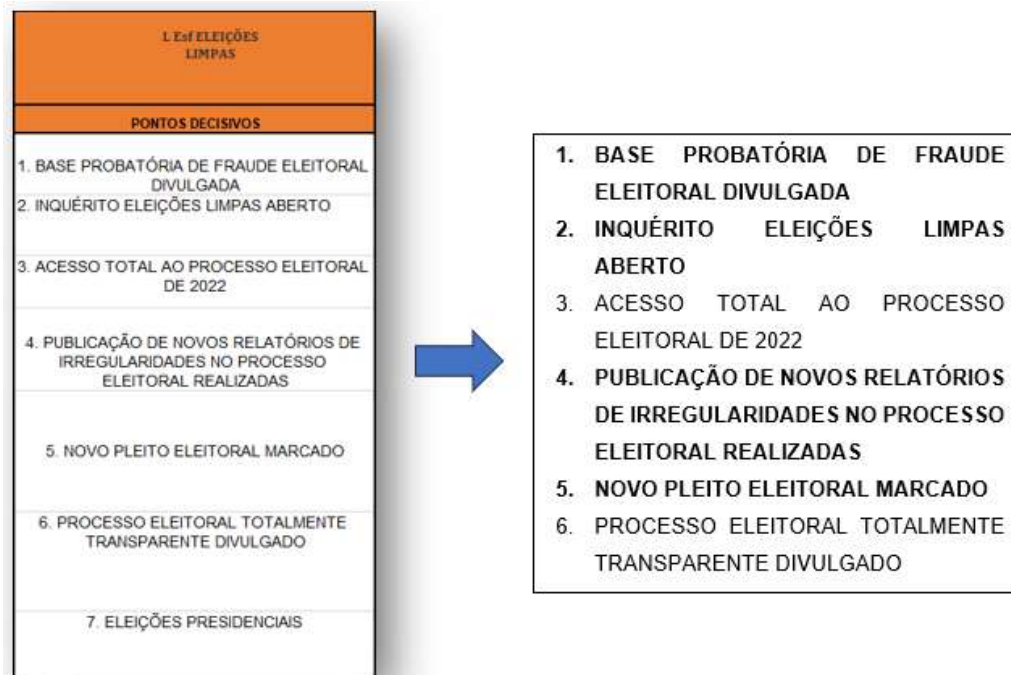 L Esf ELEIÇÕES
LIMPAS
PONTOS DECISIVOS
1. BASE PROBATÓRIA DE FRAUDE ELEITORAL
DIVULGADA
2. INQUÉRITO ELEIÇÕES LIMPAS ABERTO
3. ACESSO TOTAL AO PROCESSO ELEITORAL
DE 2022
4. PUBLICAÇÃO DE NOVOS RELATÓRIOS DE
IRREGULARIDADES NO PROCESSO
ELEITORAL REALIZADAS
5. NOVO PLEITO ELEITORAL MARCADO
6. PROCESSO ELEITORAL TOTALMENTE
TRANSPARENTE DIVULGADO
7. ELEIÇÕES PRESIDENCIAIS
1. BASE PROBATÓRIA DE FRAUDE
ELEITORAL DIVULGADA
2. INQUÉRITO ELEIÇÕES LIMPAS
ABERTO
3. ACESSO TOTAL AO PROCESSO
ELEITORAL DE 2022
4. PUBLICAÇÃO DE NOVOS RELATÓRIOS
DE IRREGULARIDADES NO PROCESSO
ELEITORAL REALIZADAS
5. NOVO PLEITO ELEITORAL MARCADO
6. PROCESSO ELEITORAL TOTALMENTE
TRANSPARENTE DIVULGADO